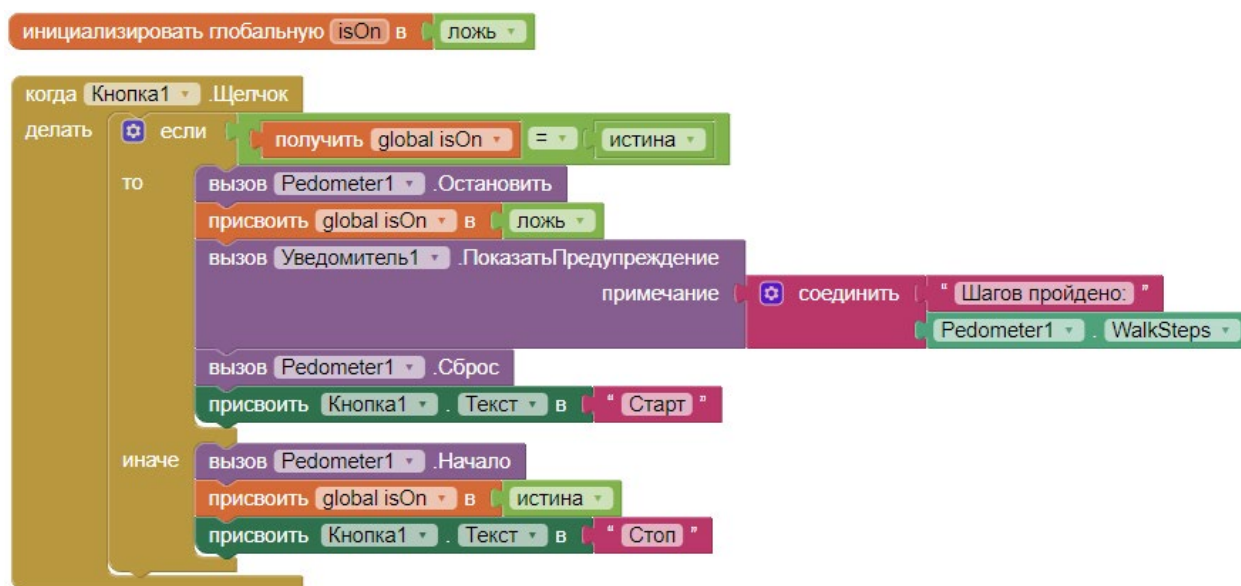 инициализировать глобальную isOn в ложь
когда Кнопка1 .Щелчок
делать если получить global isOn = истина
то вызов Pedometer1 .Остановить
присвоить global isOn в ложь
вызов Уведомитель1 .ПоказатьПредупреждение
примечание соединить " Шагов пройдено: "
Pedometer1 . WalkSteps
вызов Pedometer1 .Сброс
присвоить Кнопка1 . Текст в " Старт "
иначе вызов Pedometer1 .Начало
присвоить global isOn в истина
присвоить Кнопка1 . Текст в " Стоп "